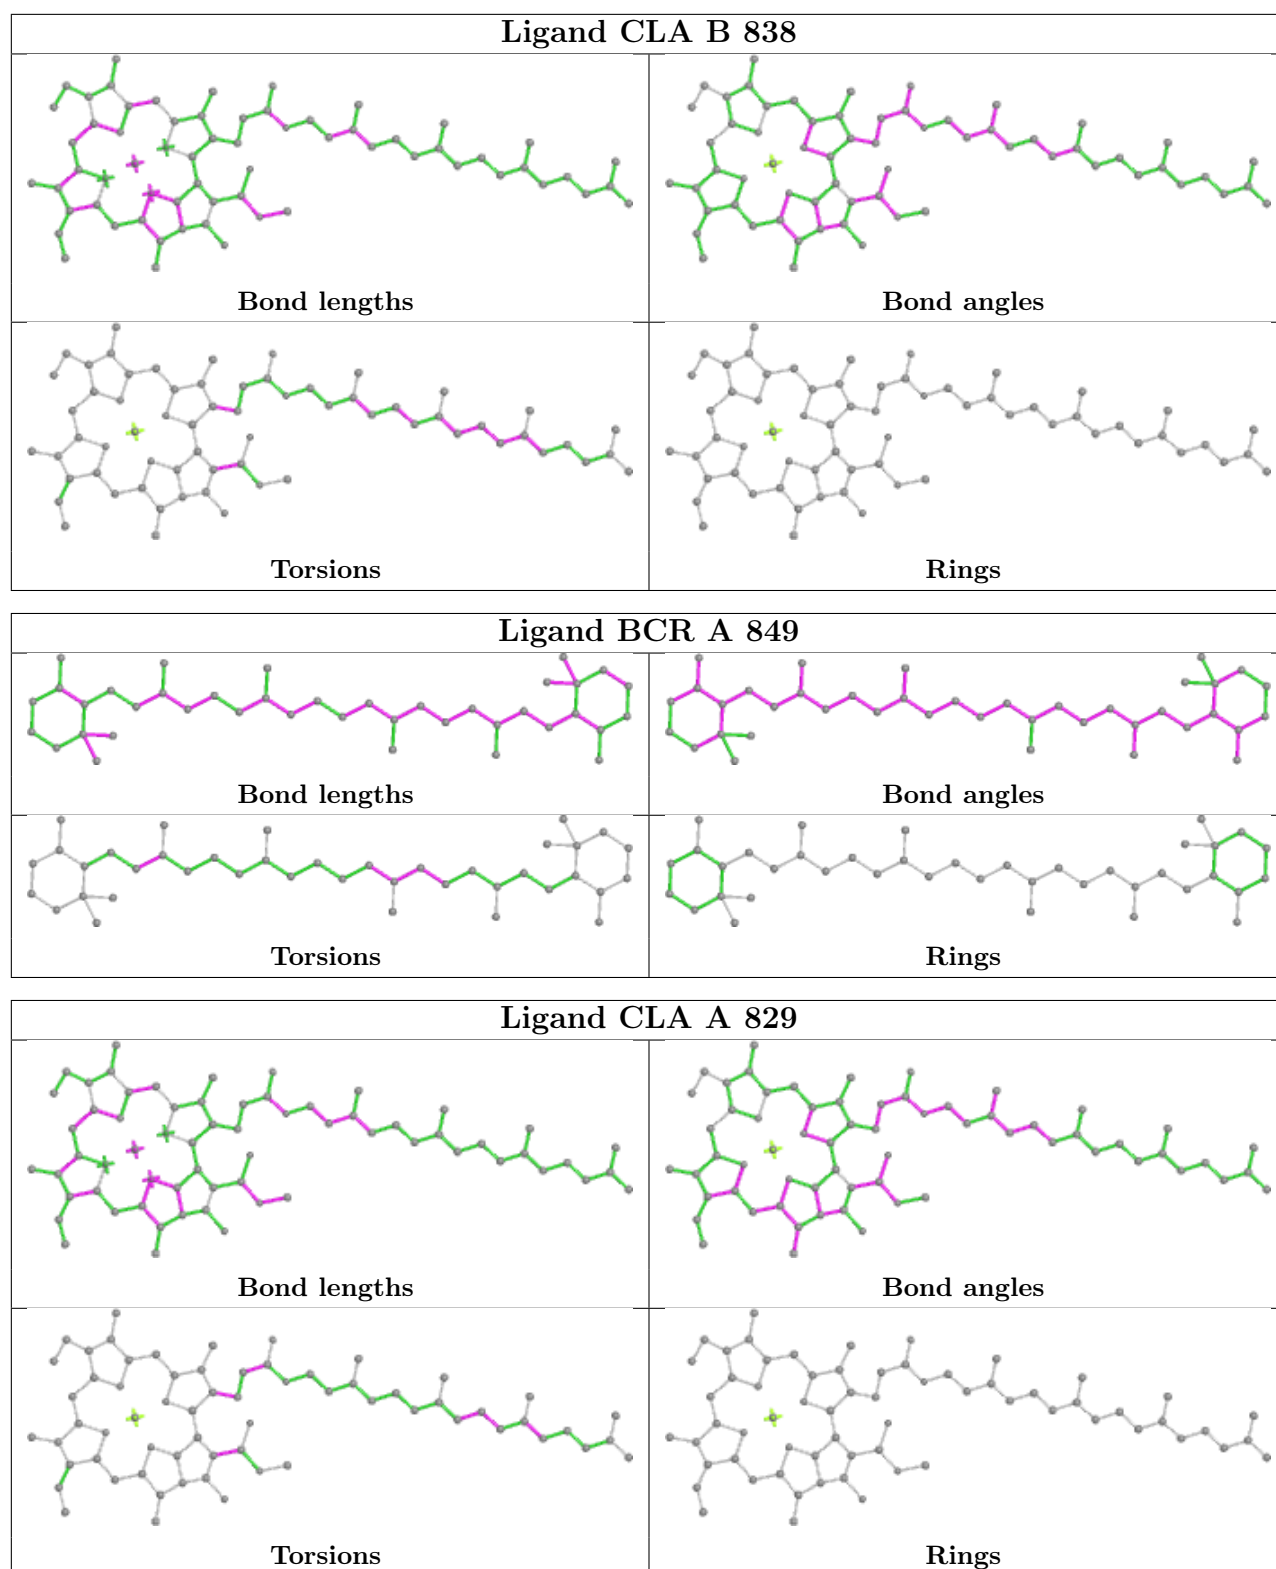 Ligand CLA B 838
Bond lengths
Bond angles
Torsions
Rings
Ligand BCR A 849
Bond lengths
Bond angles
Torsions
Rings
Ligand CLA A 829
Bond lengths
Bond angles
Torsions
Rings